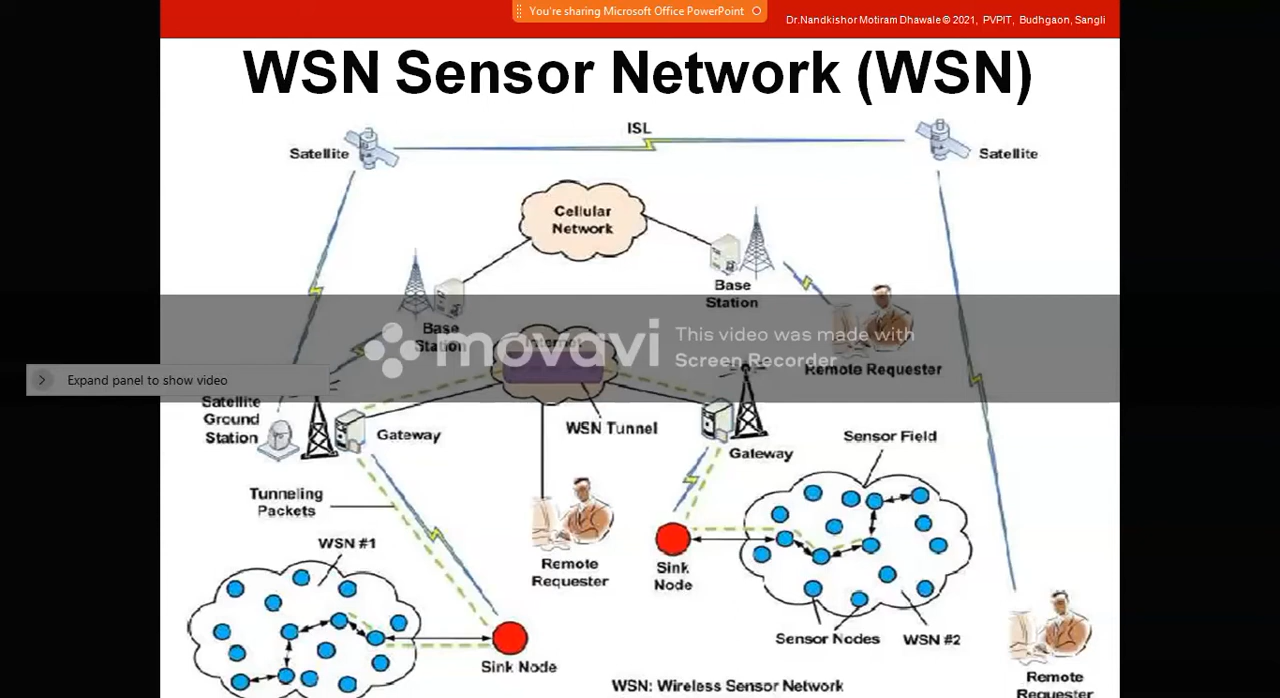 You're sharing Microsoft Office PowerPoint
Dr.Nandkishor Motiram Dhawale © 2021, PVPIT, Budhgaon, Sangli
WSN Sensor Network (WSN)
ISL
Satellite
Satellite
Cellular
Network
Base
Station
Base
Station
Internet
movavi
This video was made with
Screen Recorder
Remote Requester
Expand panel to show video
Satellite
Ground
Station
Gateway
WSN Tunnel
Gateway
Sensor Field
Tunneling
Packets
WSN #1
Remote
Requester
Sink
Node
Sensor Nodes
WSN #2
Sink Node
WSN: Wireless Sensor Network
Remote
Requester